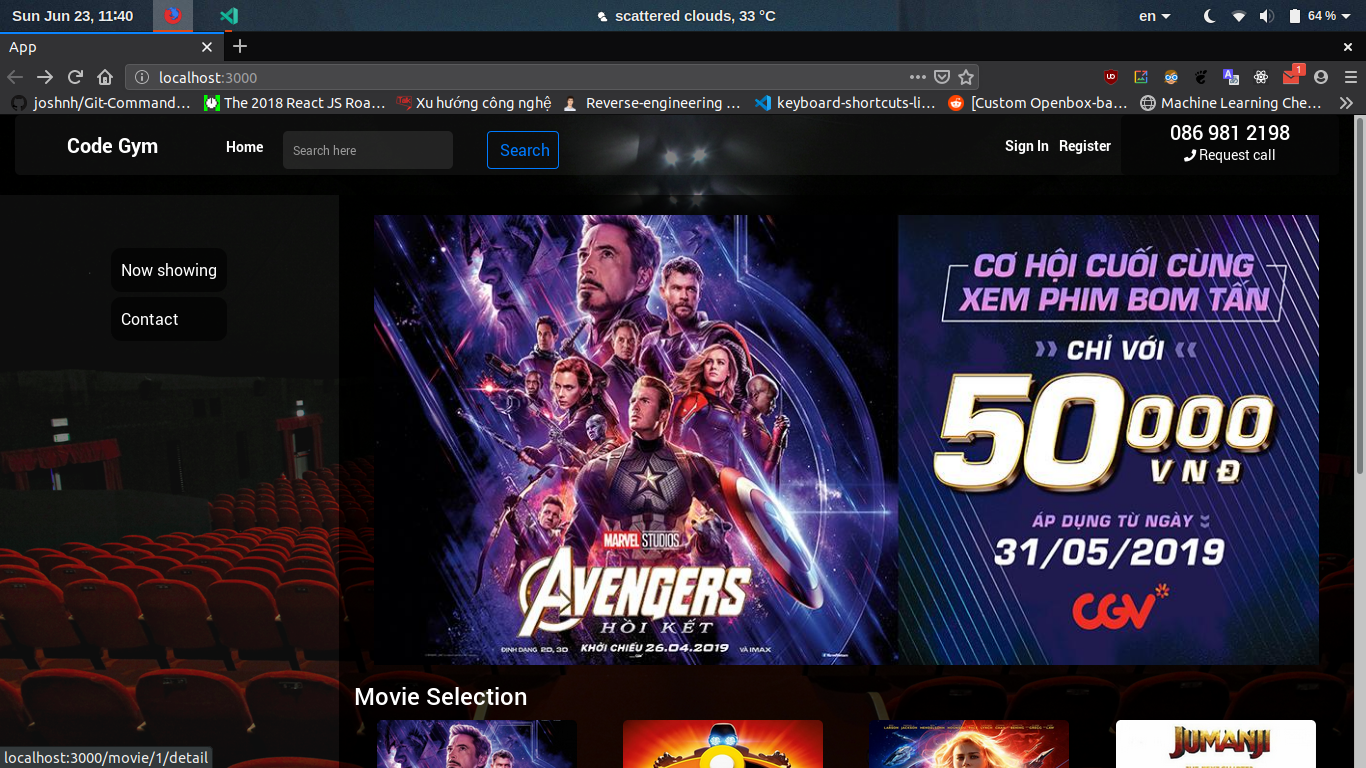 Sun Jun 23, 11:40
scattered clouds, 33 °C
en
64 %
App
localhost:3000
1
joshnh/Git-Command…
The 2018 React JS Roa…
Xu hướng công nghệ
Reverse-engineering …
keyboard-shortcuts-li…
[Custom Openbox-ba…
Machine Learning Che…
Code Gym
Home
Search here
Search
Sign In
Register
086 981 2198
Request call
Now showing
Contact
MARVEL STUDIOS
AVENGERS
HỒI KẾT
ĐỊNH DẠNG 2D, 3D KHỞI CHIẾU 26.04.2019 VÀ IMAX
CƠ HỘI CUỐI CÙNG
XEM PHIM BOM TẤN
CHỈ VỚI
50000
VNĐ
ÁP DỤNG TỪ NGÀY
31/05/2019
CGV
Movie Selection
JUMANJI
localhost:3000/movie/1/detail